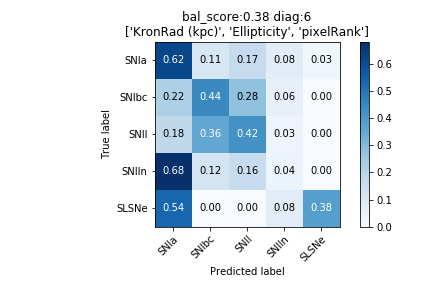 bal_score:0.38 diag:6
['KronRad (kpc)', 'Ellipticity', 'pixelRank']
SNIa 0.62 0.11 0.17 0.08 0.03
SNIbc 0.22 0.44 0.28 0.06 0.00
SNII 0.18 0.36 0.42 0.03 0.00
SNIIn 0.68 0.12 0.16 0.04 0.00
SLSNe 0.54 0.00 0.00 0.08 0.38
True label
SNIa SNIbc SNII SNIIn SLSNe
Predicted label
0.6
0.5
0.4
0.3
0.2
0.1
0.0